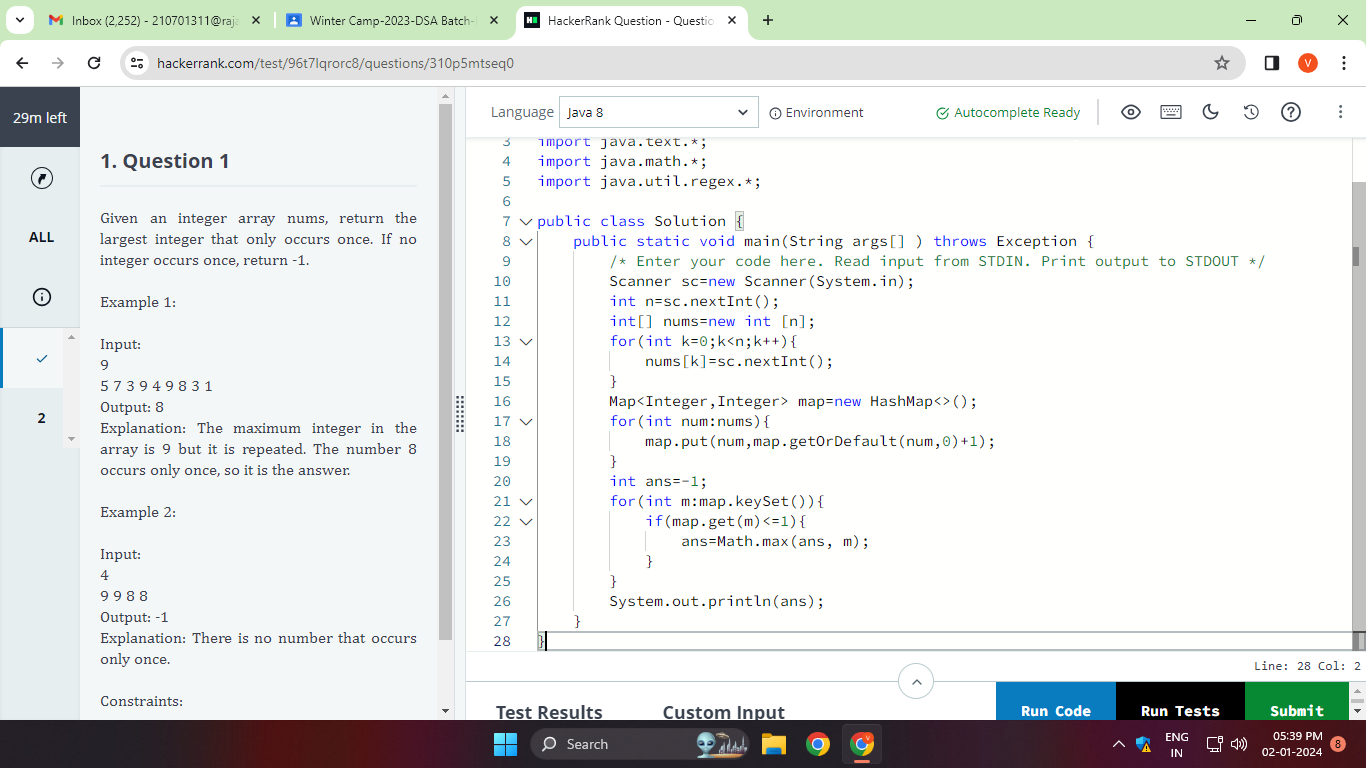 Inbox (2,252) - 210701311@raja
Winter Camp-2023-DSA Batch-
HackerRank Question - Questio
hackerrank.com/test/96t7lqrorc8/questions/310p5mtseq0
V
29m left
ALL
2
1. Question 1
Given an integer array nums, return the
largest integer that only occurs once. If no
integer occurs once, return -1.
Example 1:
Input:
9
5 7 3 9 4 9 8 3 1
Output: 8
Explanation: The maximum integer in the
array is 9 but it is repeated. The number 8
occurs only once, so it is the answer.
Example 2:
Input:
4
9 9 8 8
Output: -1
Explanation: There is no number that occurs
only once.
Constraints:
Language Java 8 Environment Autocomplete Ready
3 import java.text.*;
4 import java.math.*;
5 import java.util.regex.*;
6
7 public class Solution {
8 public static void main(String args[] ) throws Exception {
9 /* Enter your code here. Read input from STDIN. Print output to STDOUT */
10 Scanner sc=new Scanner(System.in);
11 int n=sc.nextInt();
12 int[] nums=new int [n];
13 for(int k=0;k<n;k++){
14 nums[k]=sc.nextInt();
15 }
16 Map<Integer,Integer> map=new HashMap<>();
17 for(int num:nums){
18 map.put(num,map.getOrDefault(num,0)+1);
19 }
20 int ans=-1;
21 for(int m:map.keySet()){
22 if(map.get(m)<=1){
23 ans=Math.max(ans, m);
24 }
25 }
26 System.out.println(ans);
27 }
28 }
Line: 28 Col: 2
Test Results Custom Input Run Code Run Tests Submit
Search
ENG
IN
05:39 PM
02-01-2024
8